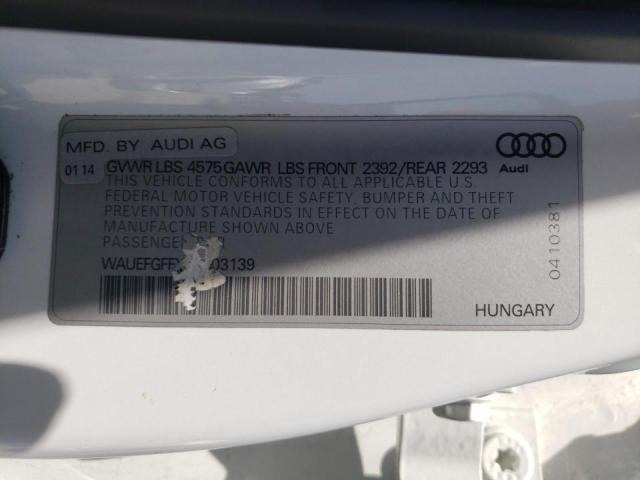 MFD. BY AUDI AG
01 14 GVWR LBS 4575 GAWR LBS FRONT 2392/REAR 2293
Audi
THIS VEHICLE CONFORMS TO ALL APPLICABLE U.S.
FEDERAL MOTOR VEHICLE SAFETY, BUMPER AND THEFT
PREVENTION STANDARDS IN EFFECT ON THE DATE OF
MANUFACTURE SHOWN ABOVE
0410381
HUNGARY